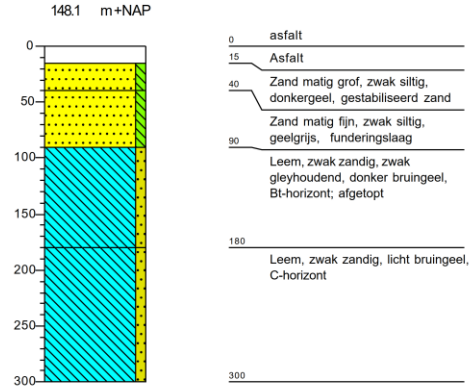 148.1 m+NAP
0
50
100
150
200
250
300
0 asfalt
15 Asfalt
40 Zand matig grof, zwak siltig,
donkergeel, gestabiliseerd zand
Zand matig fijn, zwak siltig,
geelgrijs, funderingslaag
90
Leem, zwak zandig, zwak
gleyhoudend, donker bruingeel,
Bt-horizont; afgetopt
180
Leem, zwak zandig, licht bruingeel,
C-horizont
300